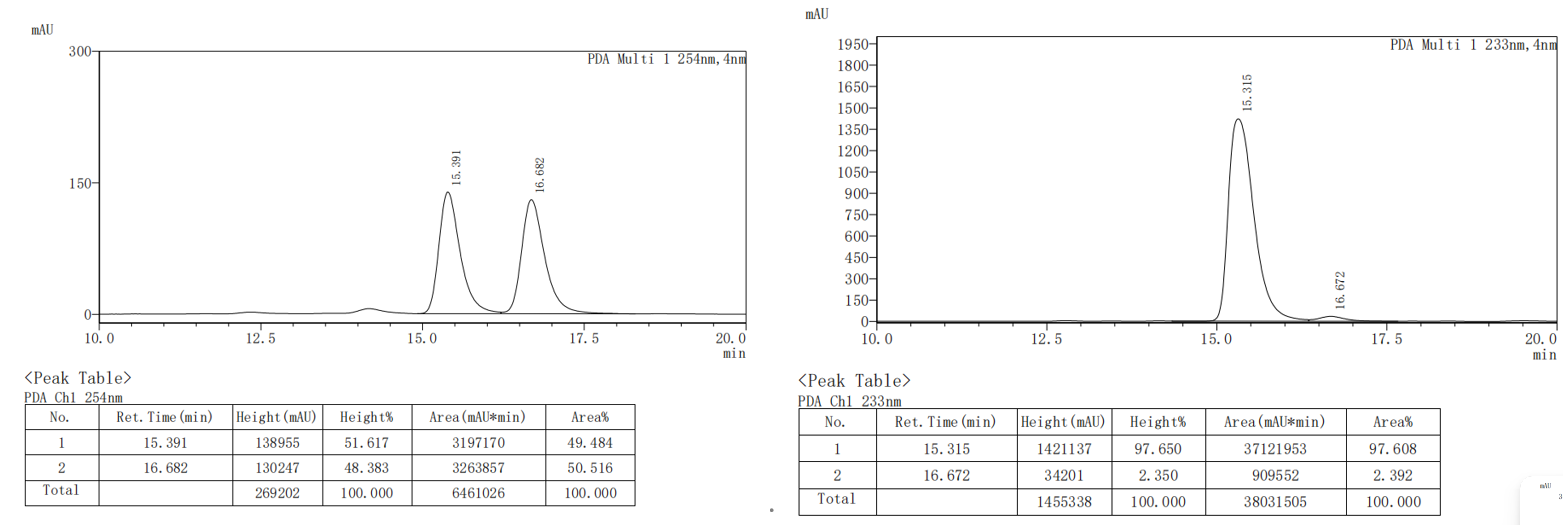 mAU
300
PDA Multi 1 254nm,4nm
15.391
16.682
150
0
10.0 12.5 15.0 17.5 20.0
min
<Peak Table>
PDA Ch1 254nm
No. Ret.Time(min) Height(mAU) Height% Area(mAU*min) Area%
1 15.391 138955 51.617 3197170 49.484
2 16.682 130247 48.383 3263857 50.516
Total 269202 100.000 6461026 100.000
mAU
1950
PDA Multi 1 233nm,4nm
1800
1650
1500
1350
1200
1050
900
750
600
450
300
150
0
15.315
16.672
10.0 12.5 15.0 17.5 20.0
min
<Peak Table>
PDA Ch1 233nm
No. Ret.Time(min) Height(mAU) Height% Area(mAU*min) Area%
1 15.315 1421137 97.650 37121953 97.608
2 16.672 34201 2.350 909552 2.392
Total 1455338 100.000 38031505 100.000
mAU
3